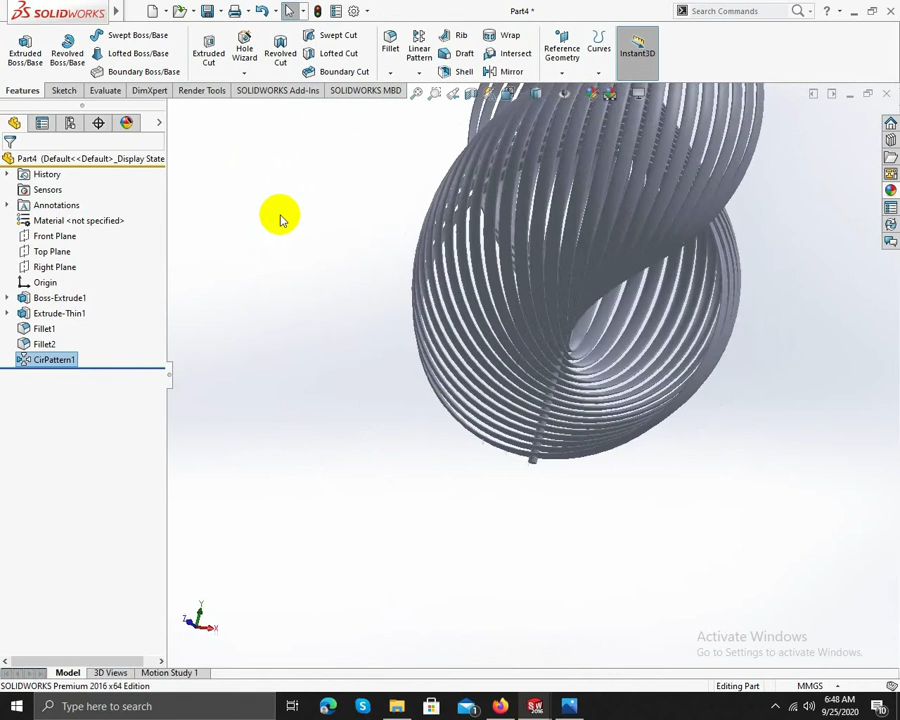 SOLIDWORKS
Part4 *
Search Commands
Extruded Boss/Base
Revolved Boss/Base
Swept Boss/Base
Lofted Boss/Base
Boundary Boss/Base
Extruded Cut
Hole Wizard
Revolved Cut
Swept Cut
Lofted Cut
Boundary Cut
Fillet
Linear Pattern
Rib
Draft
Shell
Wrap
Intersect
Mirror
Reference Geometry
Curves
Instant3D
Features Sketch Evaluate DimXpert Render Tools SOLIDWORKS Add-Ins SOLIDWORKS MBD
Part4 (Default<<Default>_Display State
History
Sensors
Annotations
Material <not specified>
Front Plane
Top Plane
Right Plane
Origin
Boss-Extrude1
Extrude-Thin1
Fillet1
Fillet2
CirPattern1
Y
Z
X
Activate Windows
Go to Settings to activate Windows.
Model 3D Views Motion Study 1
SOLIDWORKS Premium 2016 x64 Edition
Editing Part
MMGS
Type here to search
6:48 AM
9/25/2020